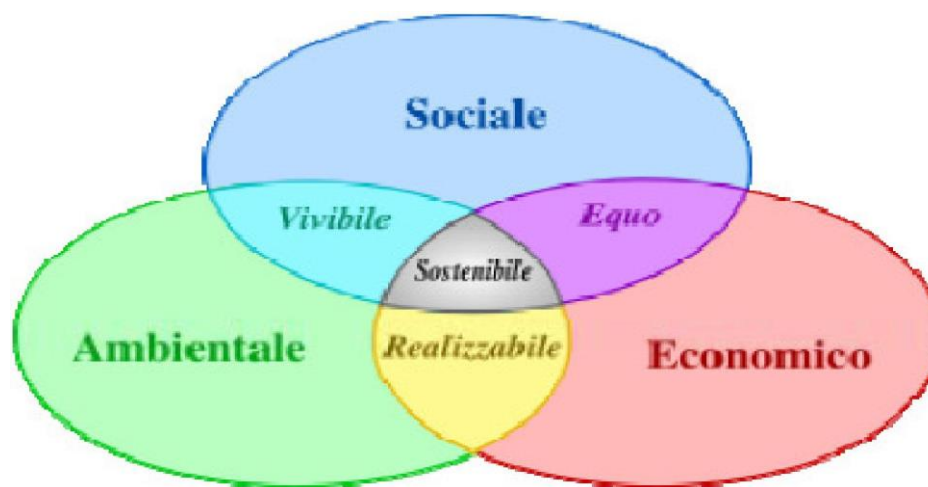 Sociale
Vivibile
Equo
Sostenibile
Ambientale
Realizzabile
Economico